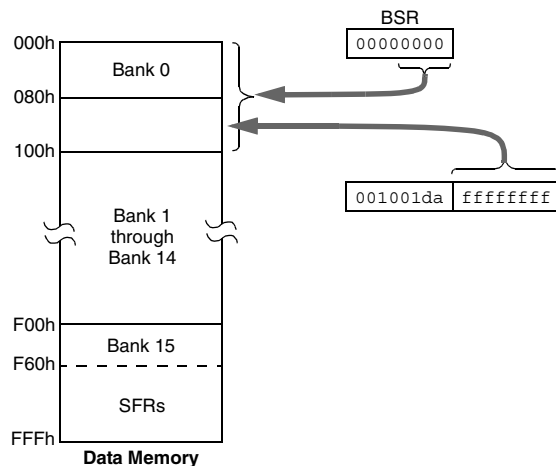 BSR
00000000
000h
Bank 0
080h
100h
001001da ffffffff
Bank 1
through
Bank 14
F00h
Bank 15
F60h
SFRs
FFFh
Data Memory